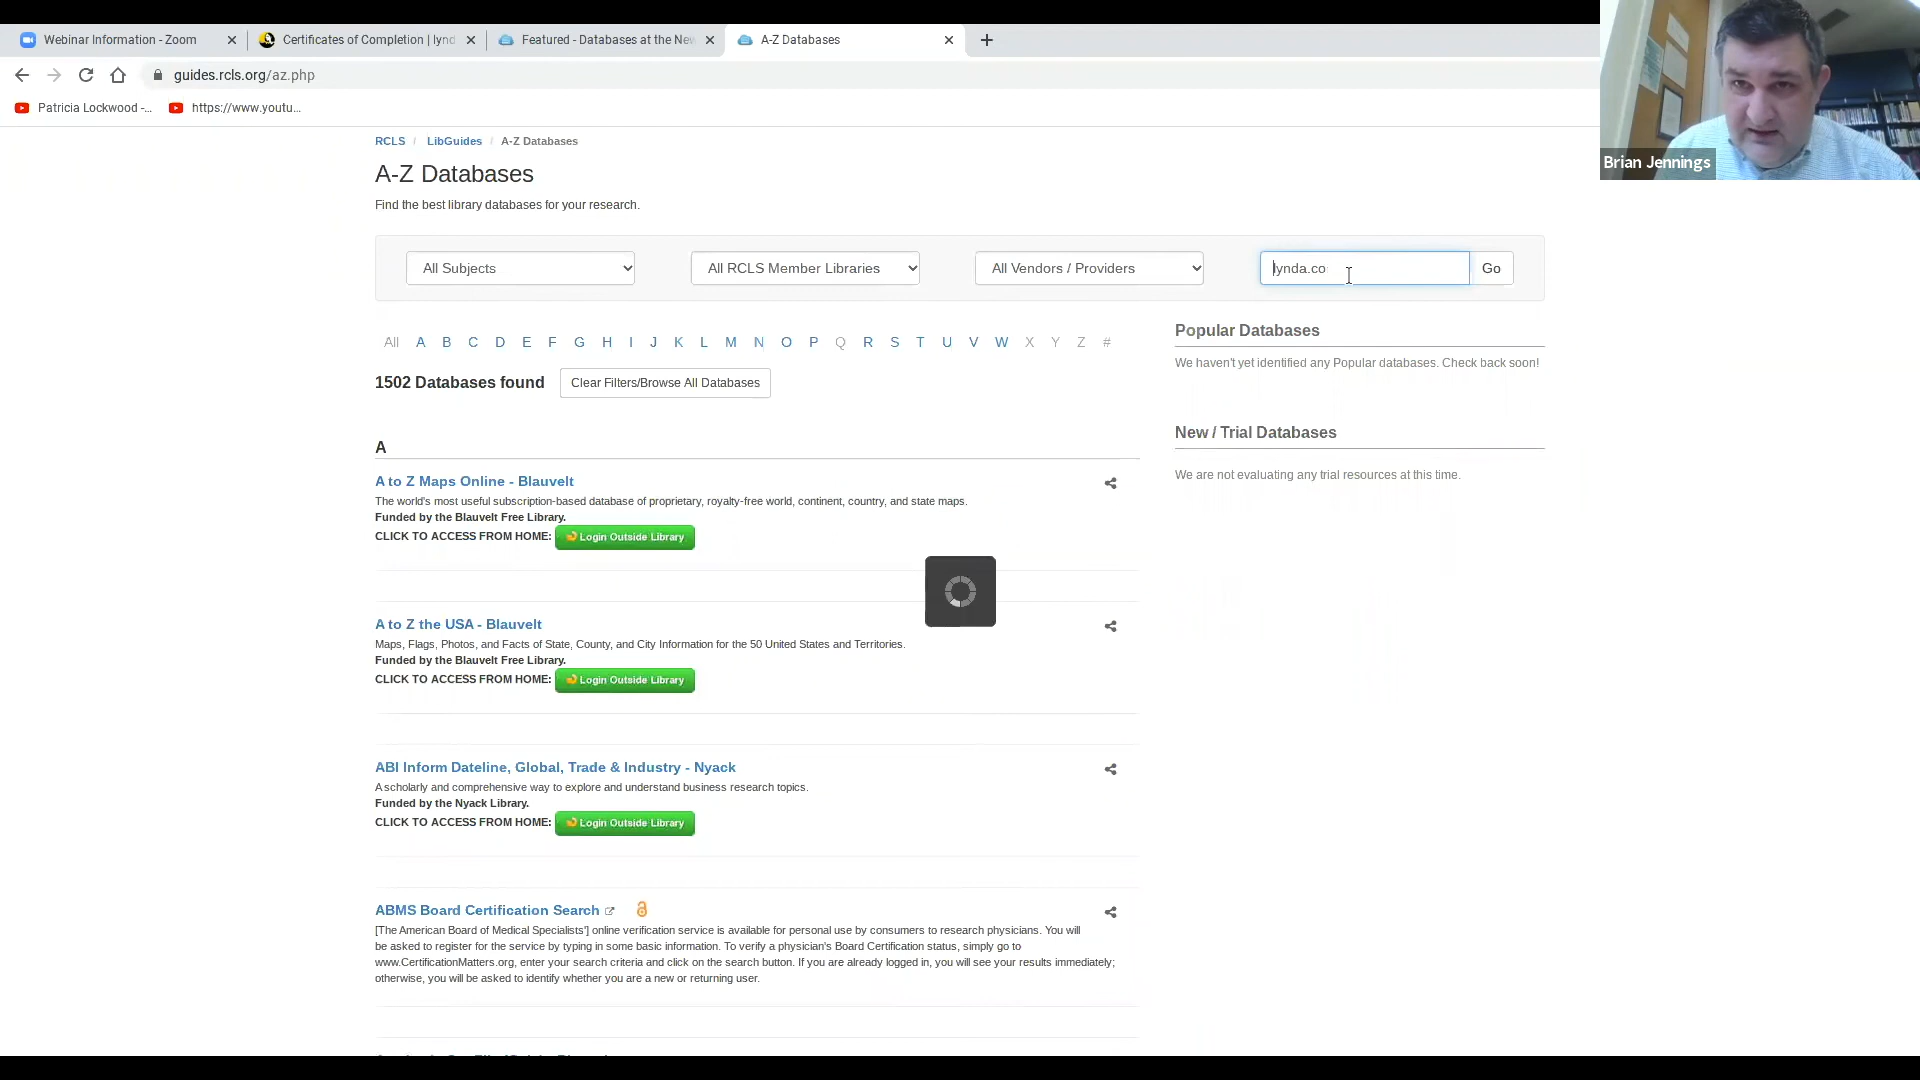 Webinar Information - Zoom
Certificates of Completion | lynd
Featured - Databases at the New
A-Z Databases
guides.rcls.org/az.php
Patricia Lockwood -...
https://www.youtu...
Brian Jennings
RCLS / LibGuides / A-Z Databases
A-Z Databases
Find the best library databases for your research.
All Subjects
All RCLS Member Libraries
All Vendors / Providers
lynda.co
Go
All A B C D E F G H I J K L M N O P Q R S T U V W X Y Z #
1502 Databases found
Clear Filters/Browse All Databases
Popular Databases
We haven't yet identified any Popular databases. Check back soon!
New / Trial Databases
We are not evaluating any trial resources at this time.
A
A to Z Maps Online - Blauvelt
The world's most useful subscription-based database of proprietary, royalty-free world, continent, country, and state maps.
Funded by the Blauvelt Free Library.
CLICK TO ACCESS FROM HOME: Login Outside Library
A to Z the USA - Blauvelt
Maps, Flags, Photos, and Facts of State, County, and City Information for the 50 United States and Territories.
Funded by the Blauvelt Free Library.
CLICK TO ACCESS FROM HOME: Login Outside Library
ABI Inform Dateline, Global, Trade & Industry - Nyack
A scholarly and comprehensive way to explore and understand business research topics.
Funded by the Nyack Library.
CLICK TO ACCESS FROM HOME: Login Outside Library
ABMS Board Certification Search
[The American Board of Medical Specialists'] online verification service is available for personal use by consumers to research physicians. You will
be asked to register for the service by typing in some basic information. To verify a physician's Board Certification status, simply go to
www.CertificationMatters.org, enter your search criteria and click on the search button. If you are already logged in, you will see your results immediately;
otherwise, you will be asked to identify whether you are a new or returning user.